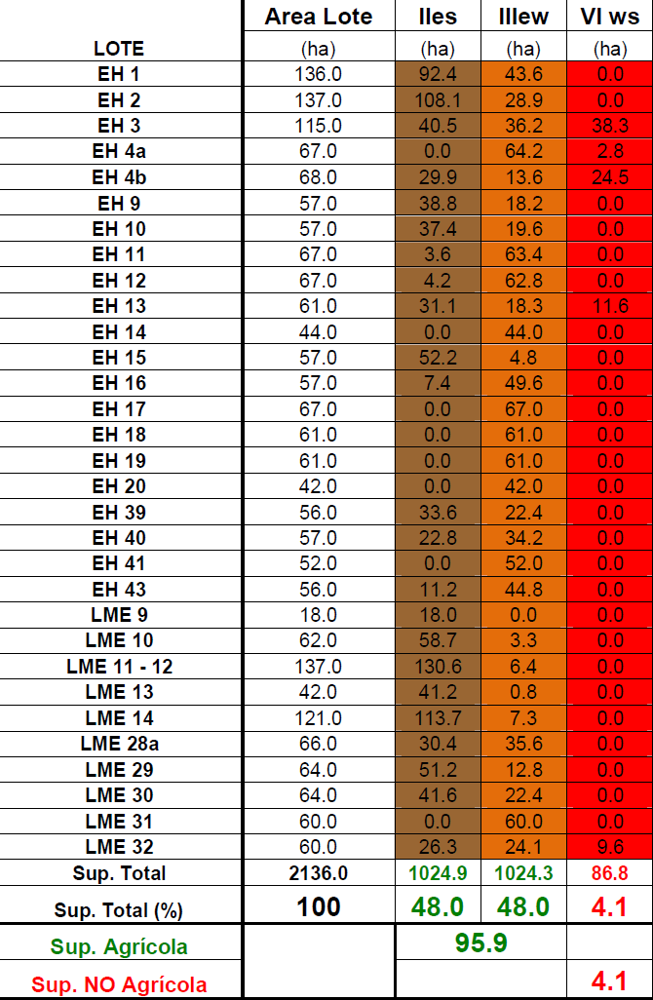 Area Lote IIes IIIew VI ws
LOTE (ha) (ha) (ha) (ha)
EH 1 136.0 92.4 43.6 0.0
EH 2 137.0 108.1 28.9 0.0
EH 3 115.0 40.5 36.2 38.3
EH 4a 67.0 0.0 64.2 2.8
EH 4b 68.0 29.9 13.6 24.5
EH 9 57.0 38.8 18.2 0.0
EH 10 57.0 37.4 19.6 0.0
EH 11 67.0 3.6 63.4 0.0
EH 12 67.0 4.2 62.8 0.0
EH 13 61.0 31.1 18.3 11.6
EH 14 44.0 0.0 44.0 0.0
EH 15 57.0 52.2 4.8 0.0
EH 16 57.0 7.4 49.6 0.0
EH 17 67.0 0.0 67.0 0.0
EH 18 61.0 0.0 61.0 0.0
EH 19 61.0 0.0 61.0 0.0
EH 20 42.0 0.0 42.0 0.0
EH 39 56.0 33.6 22.4 0.0
EH 40 57.0 22.8 34.2 0.0
EH 41 52.0 0.0 52.0 0.0
EH 43 56.0 11.2 44.8 0.0
LME 9 18.0 18.0 0.0 0.0
LME 10 62.0 58.7 3.3 0.0
LME 11 - 12 137.0 130.6 6.4 0.0
LME 13 42.0 41.2 0.8 0.0
LME 14 121.0 113.7 7.3 0.0
LME 28a 66.0 30.4 35.6 0.0
LME 29 64.0 51.2 12.8 0.0
LME 30 64.0 41.6 22.4 0.0
LME 31 60.0 0.0 60.0 0.0
LME 32 60.0 26.3 24.1 9.6
Sup. Total 2136.0 1024.9 1024.3 86.8
Sup. Total (%) 100 48.0 48.0 4.1
Sup. Agrícola 95.9
Sup. NO Agrícola 4.1